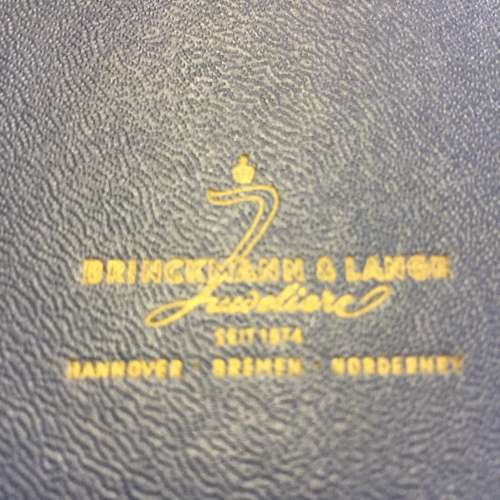 BRINCKMANN & LANGE
Juweliere
SEIT 1874
HANNOVER · BREMEN · NORDERNEY